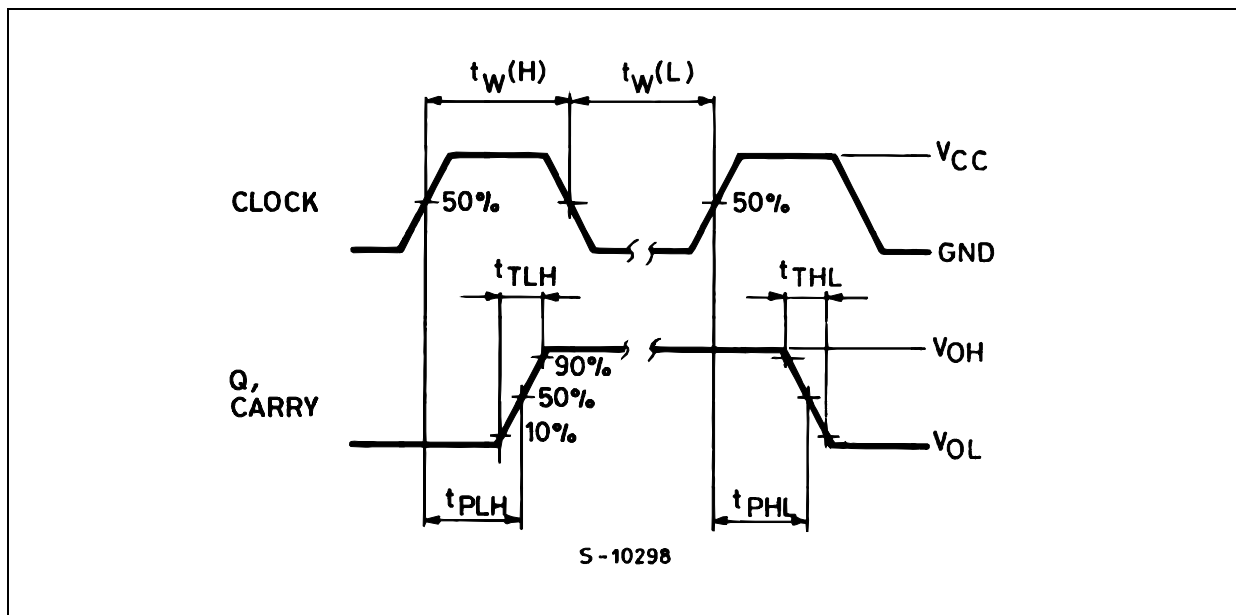 tW(H)
tW(L)
VCC
CLOCK
50%
50%
GND
tTLH
tTHL
VOH
90%
Q,
CARRY
50%
10%
VOL
tPLH
tPHL
S-10298